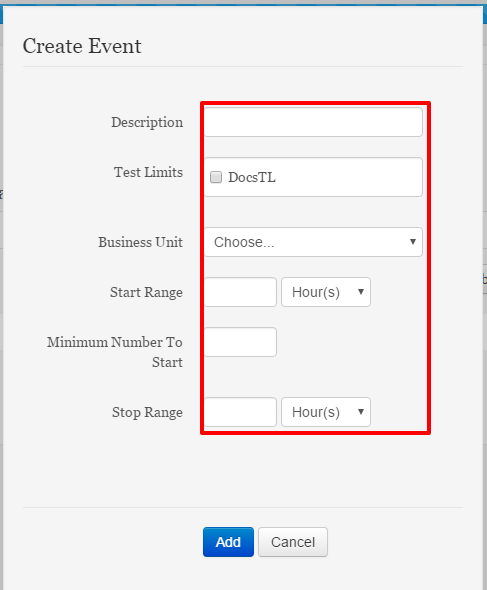 Create Event
Description
Test Limits
DocsTL
Business Unit
Choose...
Start Range
Hour(s)
Minimum Number To
Start
Stop Range
Hour(s)
Add
Cancel